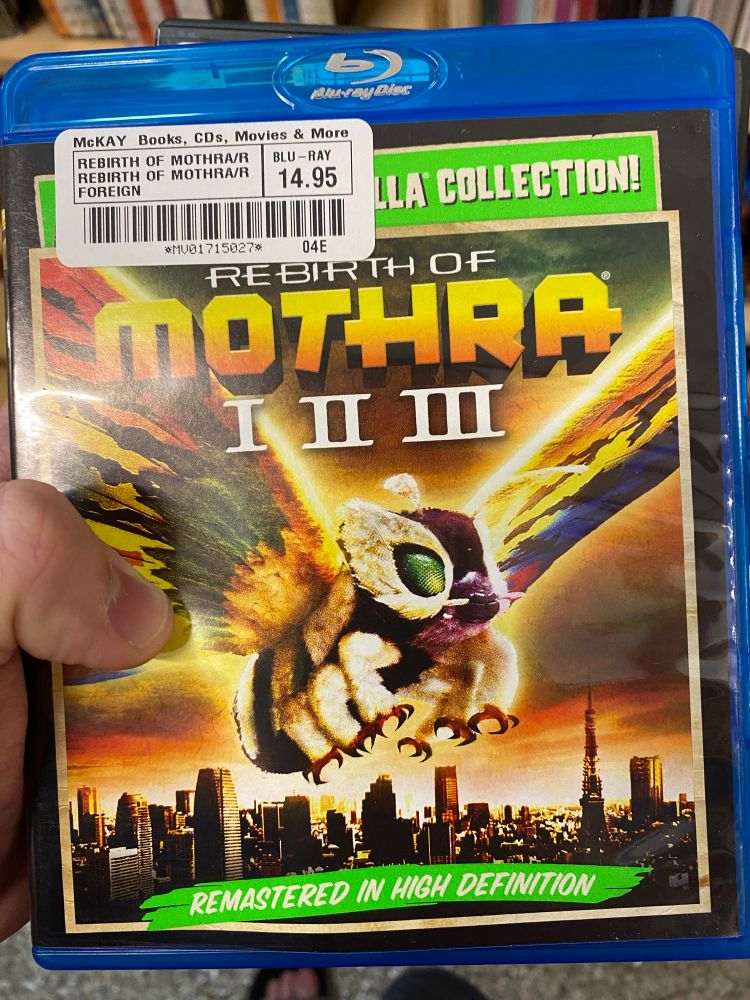 Blu-ray Disc
McKAY Books, CDs, Movies & More
REBIRTH OF MOTHRA/R
REBIRTH OF MOTHRA/R
FOREIGN
BLU-RAY
14.95
*MV01715027*
04E
LLA® COLLECTION!
REBIRTH OF
MOTHRA®
I II III
REMASTERED IN HIGH DEFINITION